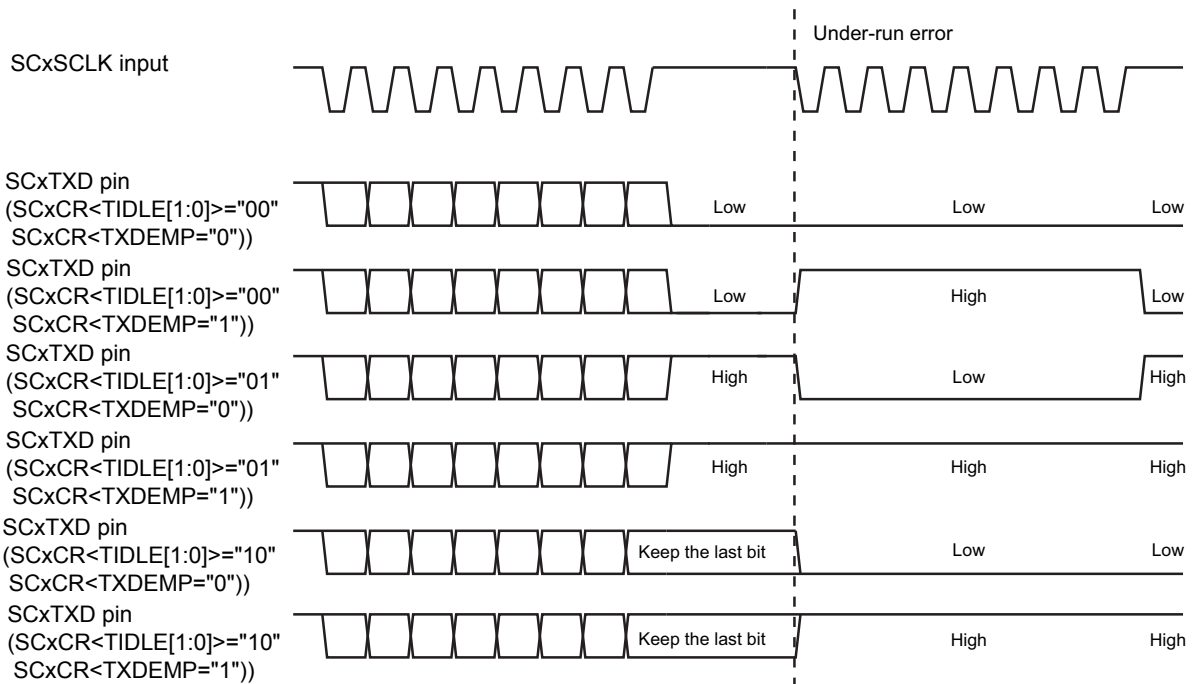 Under-run error
SCxSCLK input
SCxTXD pin
(SCxCR<TIDLE[1:0]>="00"
SCxCR<TXDEMP="0"))
Low Low Low
SCxTXD pin
(SCxCR<TIDLE[1:0]>="00"
SCxCR<TXDEMP="1"))
Low High Low
SCxTXD pin
(SCxCR<TIDLE[1:0]>="01"
SCxCR<TXDEMP="0"))
High Low High
SCxTXD pin
(SCxCR<TIDLE[1:0]>="01"
SCxCR<TXDEMP="1"))
High High High
SCxTXD pin
(SCxCR<TIDLE[1:0]>="10"
SCxCR<TXDEMP="0"))
Keep the last bit Low Low
SCxTXD pin
(SCxCR<TIDLE[1:0]>="10"
SCxCR<TXDEMP="1"))
Keep the last bit High High